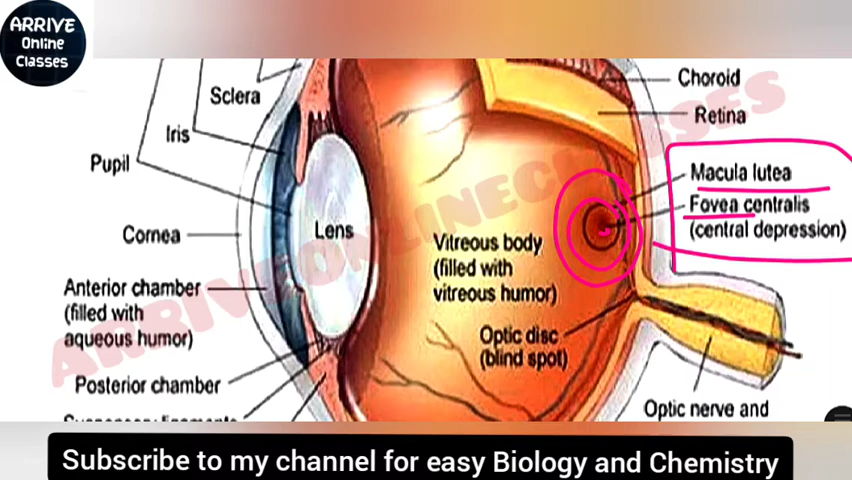 ARRIVE
Online
Classes
Sclera
Iris
Pupil
Cornea
Anterior chamber
(filled with
aqueous humor)
Posterior chamber
Lens
Vitreous body
(filled with
vitreous humor)
Optic disc
(blind spot)
Choroid
Retina
Macula lutea
Fovea centralis
(central depression)
Optic nerve and
ARRIVEONLINECLASSES
Subscribe to my channel for easy Biology and Chemistry